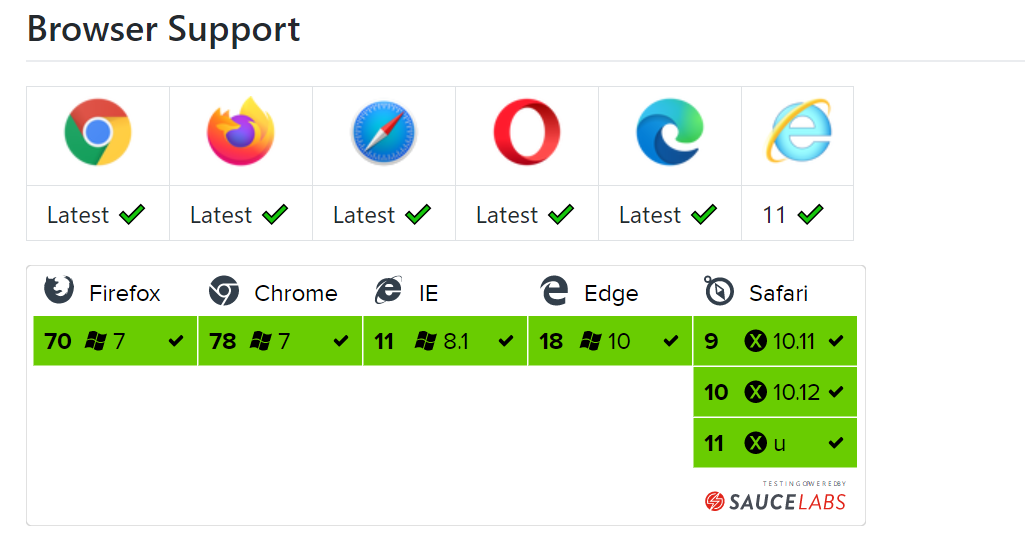 Browser Support
Latest Latest Latest Latest Latest 11
Firefox Chrome IE Edge Safari
70 7 78 7 11 8.1 18 10 9 X 10.11
10 X 10.12
11 X u
TESTING POWERED BY
SAUCELABS